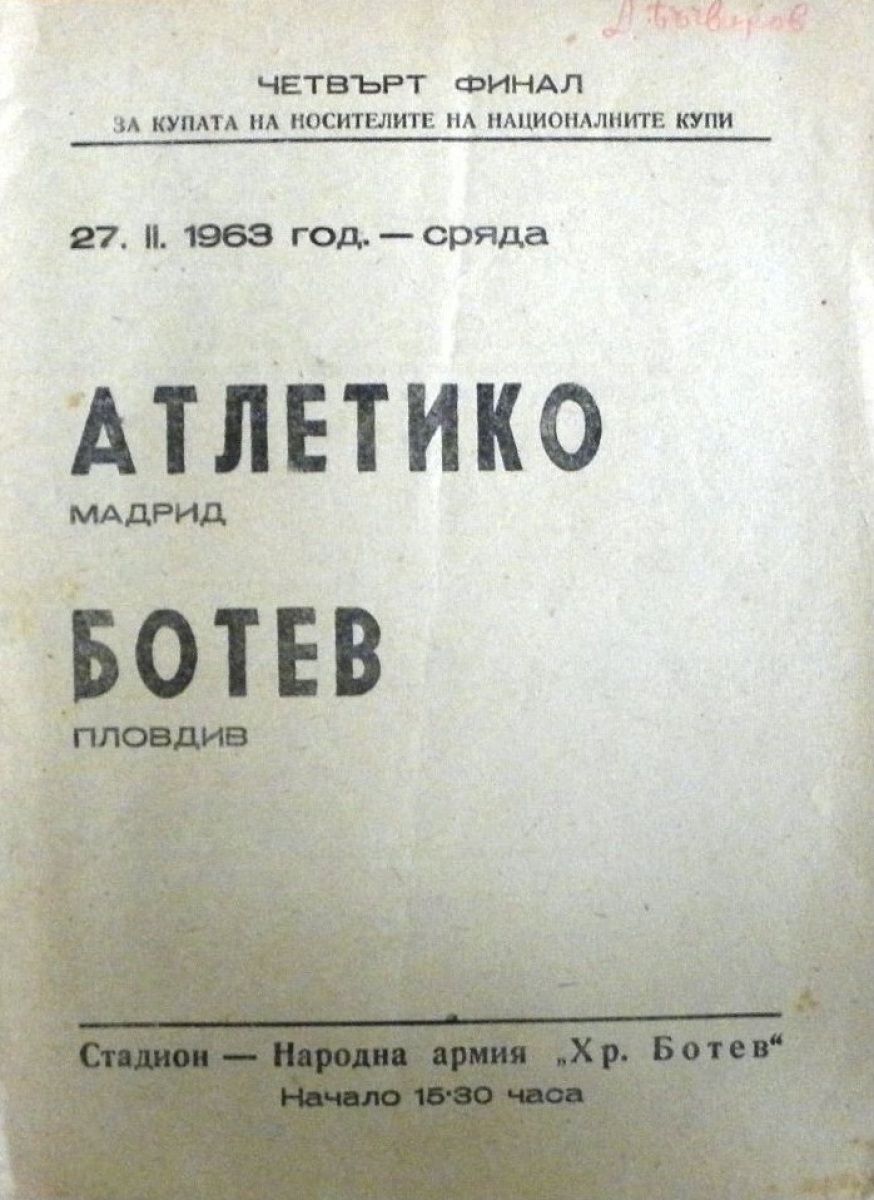 ЧЕТВЪРТ ФИНАЛ
ЗА КУПАТА НА НОСИТЕЛИТЕ НА НАЦИОНАЛНИТЕ КУПИ
27. II. 1963 год. — сряда
АТЛЕТИКО
МАДРИД
БОТЕВ
ПЛОВДИВ
Стадион — Народна армия „Хр. Ботев“
Начало 15·30 часа